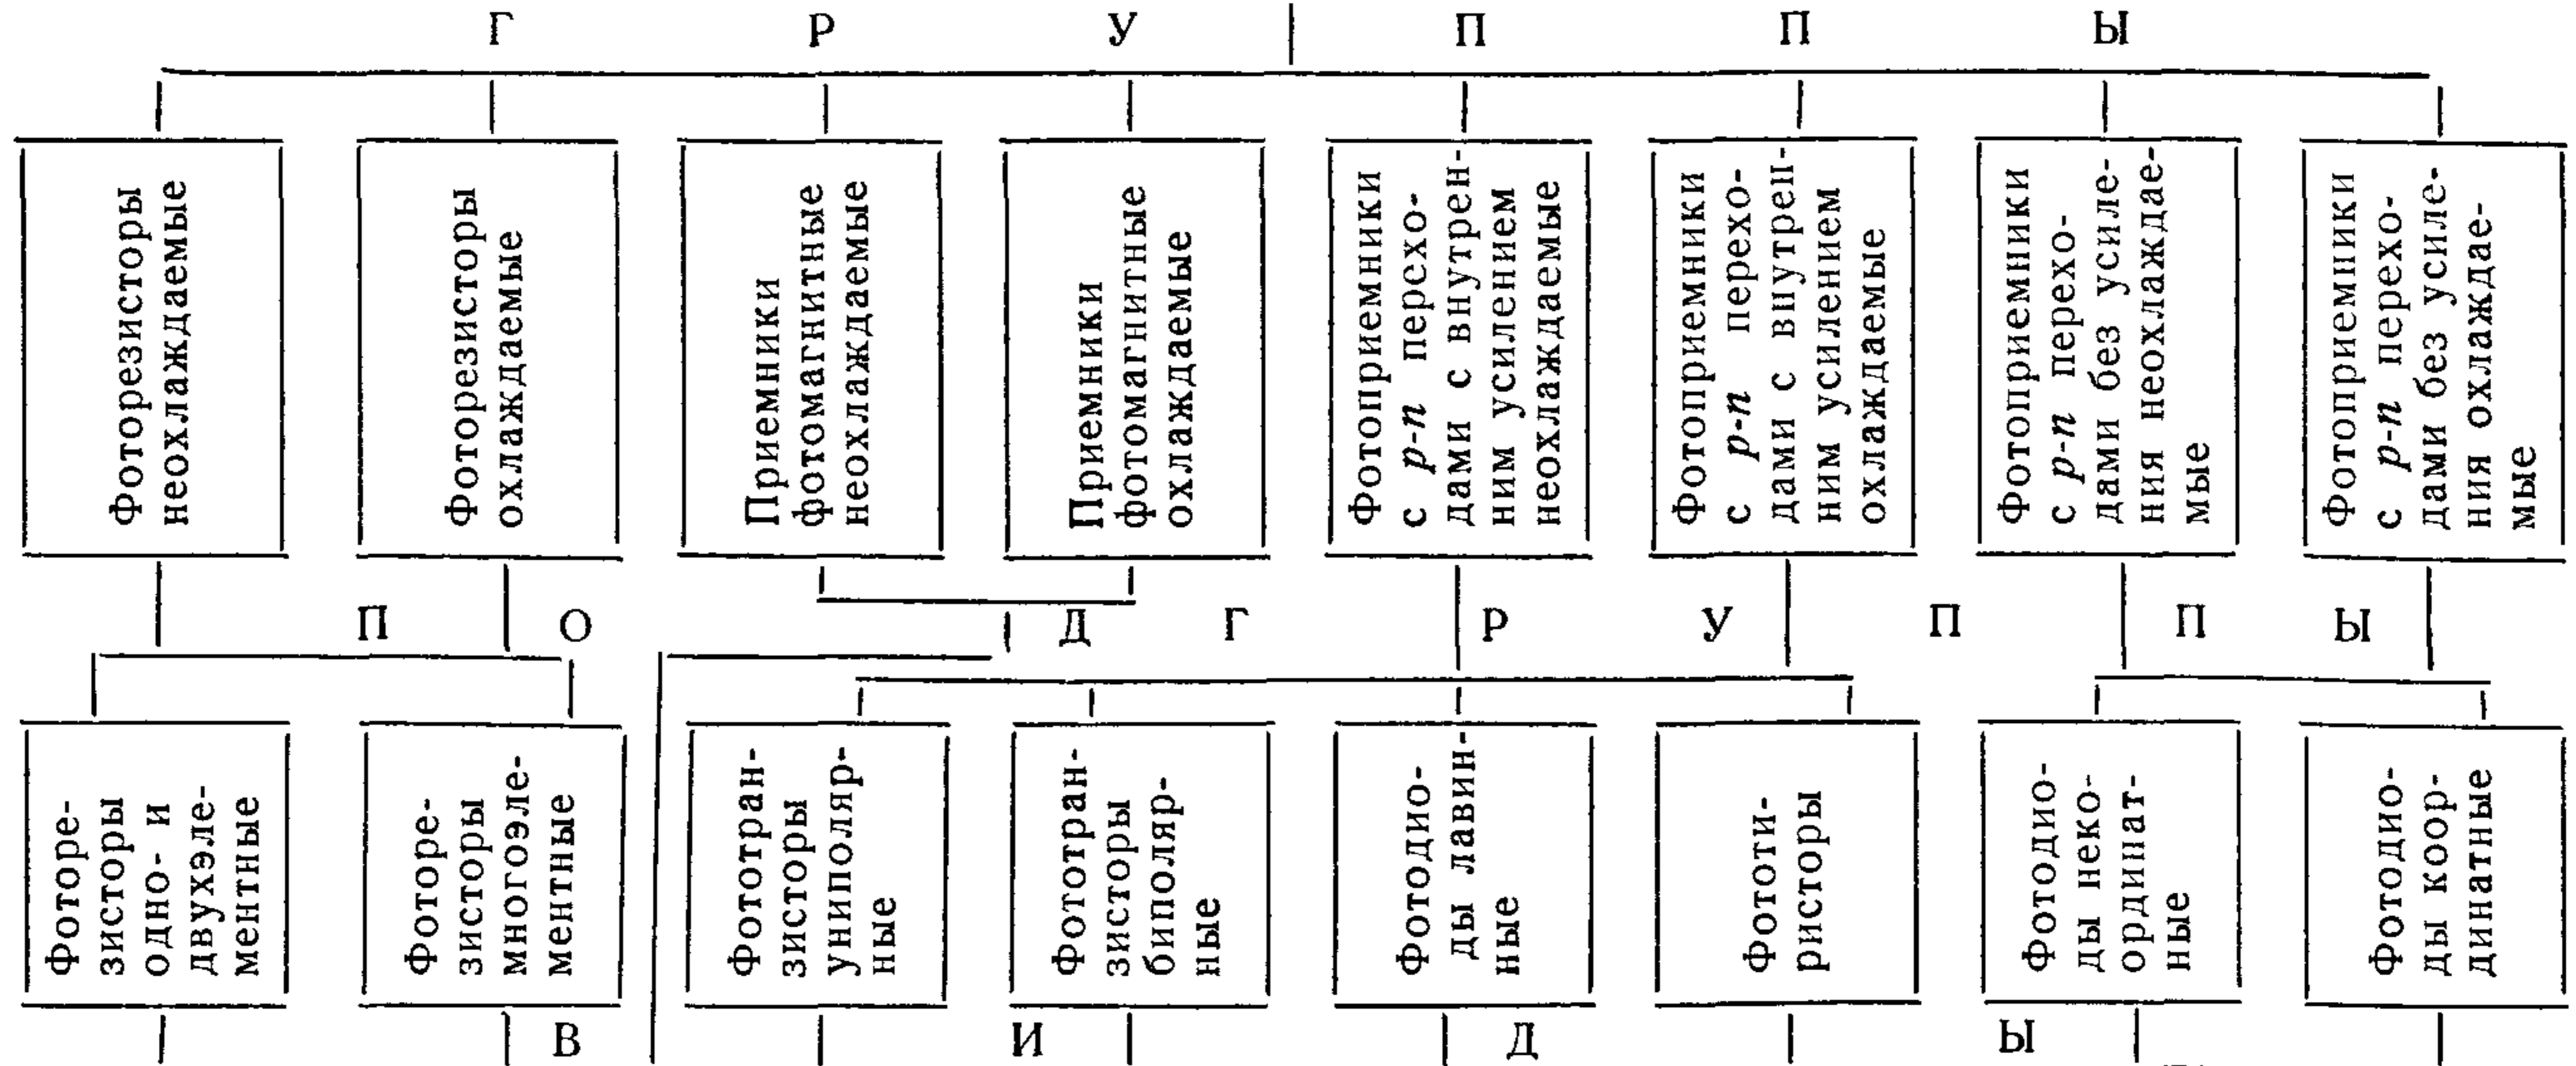 Г Р У П П Ы
Фоторезисторы
неохлаждаемые
Фоторезисторы
охлаждаемые
Приемники
фотомагнитные
неохлаждаемые
Приемники
фотомагнитные
охлаждаемые
Фотоприемники
с p-n перехо-
дами с внутрен-
ним усилением
неохлаждаемые
Фотоприемники
с p-n перехо-
дами с внутрен-
ним усилением
охлаждаемые
Фотоприемники
с p-n перехо-
дами без усиле-
ния неохлаждае-
мые
Фотоприемники
с p-n перехо-
дами без усиле-
ния охлаждае-
мые
П О Д Г Р У П П Ы
Фоторе-
зисторы
одно- и
двухэле-
ментные
Фоторе-
зисторы
многоэле-
ментные
Фототран-
зисторы
униполяр-
ные
Фототран-
зисторы
биполяр-
ные
Фотодио-
ды лавин-
ные
Фототи-
ристоры
Фотодио-
ды неко-
ординат-
ные
Фотодио-
ды коор-
динатные
В И Д Ы